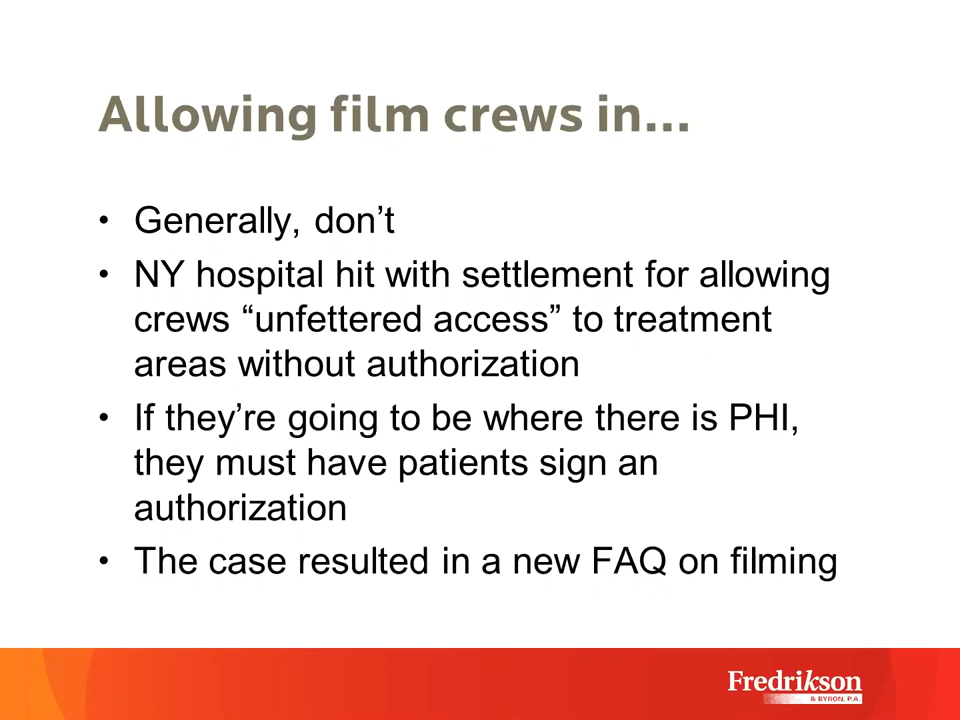 Allowing film crews in...
• Generally, don’t
• NY hospital hit with settlement for allowing
crews “unfettered access” to treatment
areas without authorization
• If they’re going to be where there is PHI,
they must have patients sign an
authorization
• The case resulted in a new FAQ on filming
Fredrikson
& BYRON, P.A.